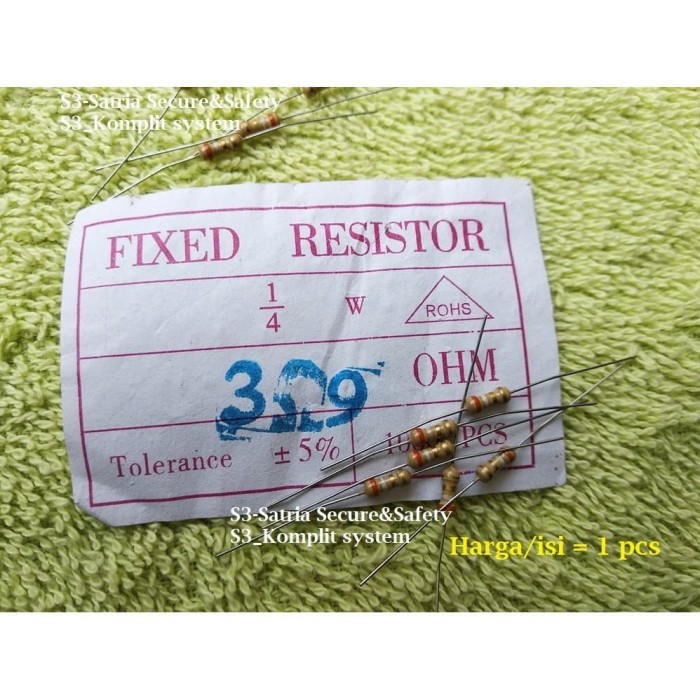 S3-Satria Secure&Safety
S3_Komplit system
FIXED RESISTOR
1/4 W ROHS
3Ω9 OHM
Tolerance ±5% PCS
S3-Satria Secure&Safety
S3_Komplit system
Harga/isi = 1 pcs